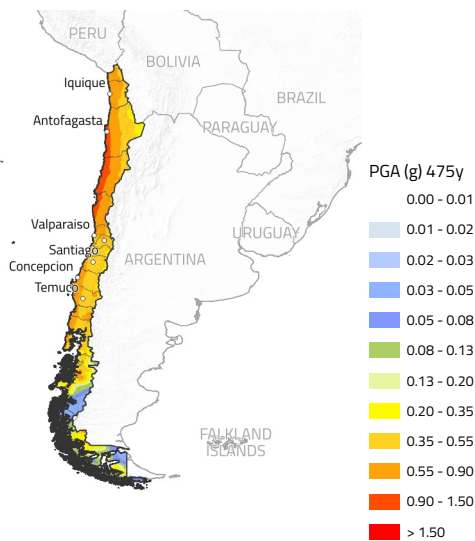 PERU
BOLIVIA
Iquique
BRAZIL
Antofagasta
PARAGUAY
PGA (g) 475y
0.00 - 0.01
0.01 - 0.02
Valparaiso
URUGUAY
Santiago
ARGENTINA
Concepcion
Temuco
0.02 - 0.03
0.03 - 0.05
0.05 - 0.08
0.08 - 0.13
0.13 - 0.20
0.20 - 0.35
FALKLAND
ISLANDS
0.35 - 0.55
0.55 - 0.90
0.90 - 1.50
> 1.50